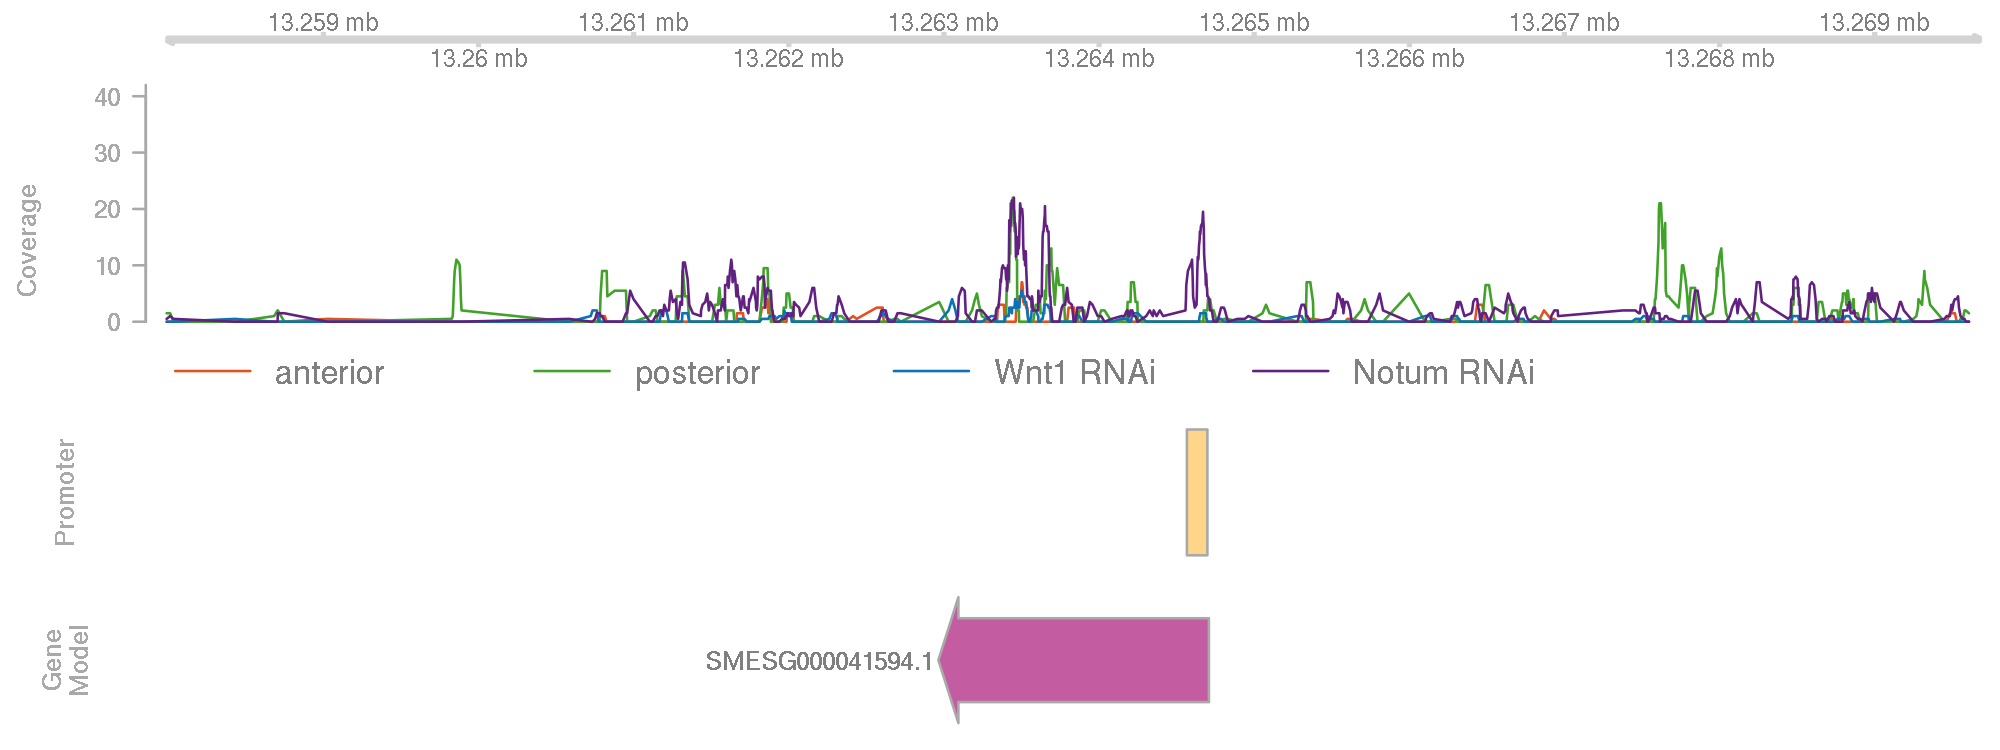 13.259 mb 13.261 mb 13.263 mb 13.265 mb 13.267 mb 13.269 mb
13.26 mb 13.262 mb 13.264 mb 13.266 mb 13.268 mb
40
30
20
10
0
Coverage
anterior posterior Wnt1 RNAi Notum RNAi
Promoter
Gene
Model
SMESG000041594.1